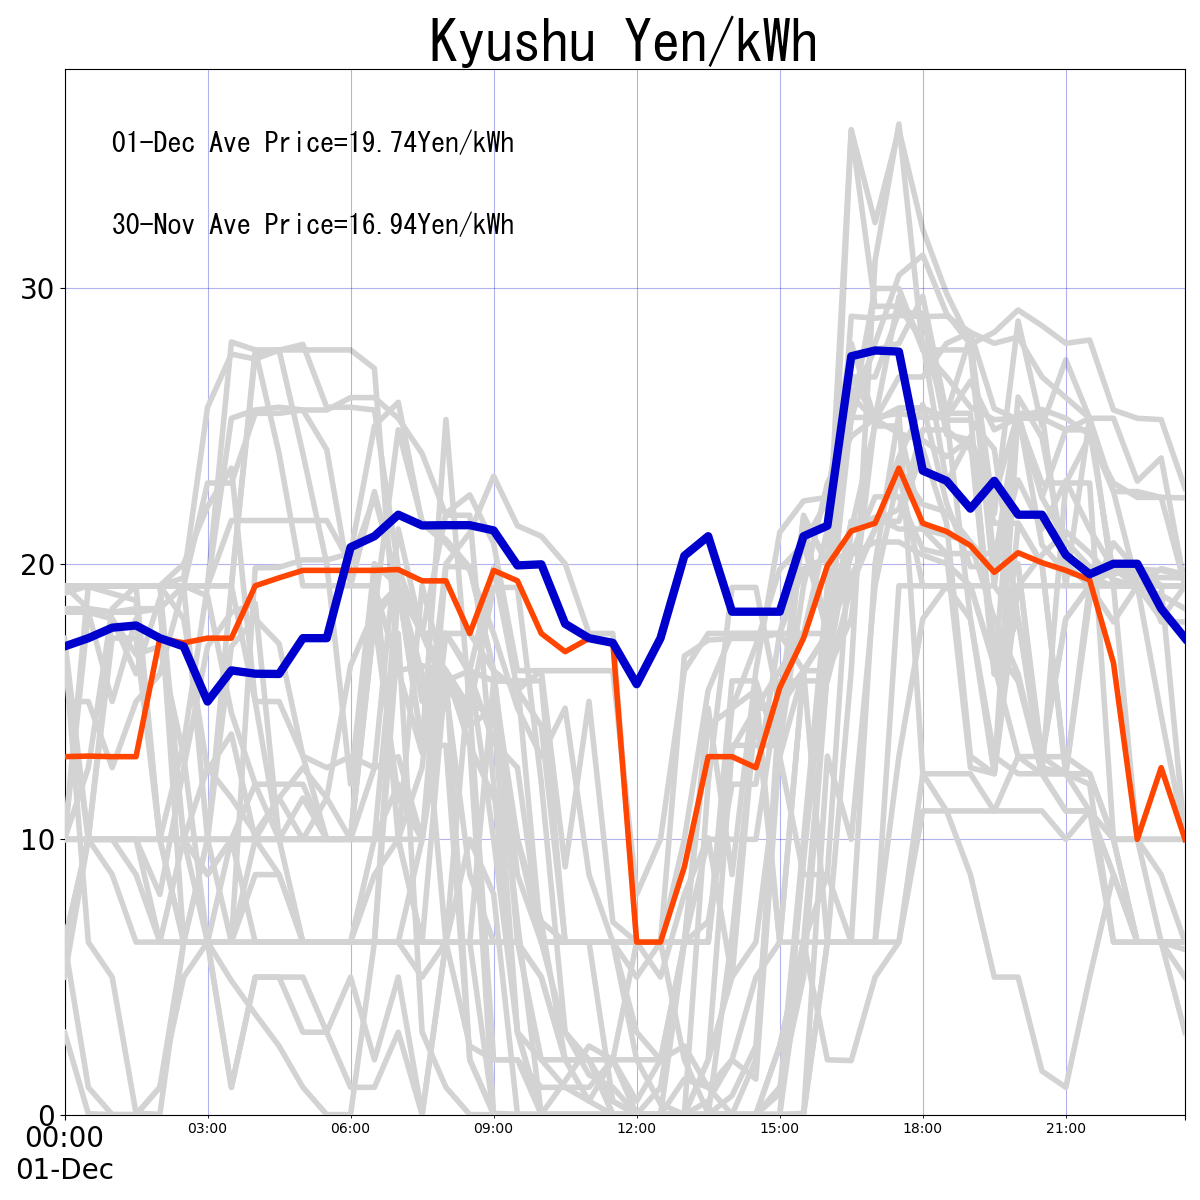 Kyushu Yen/kWh
01-Dec Ave Price=19.74Yen/kWh
30-Nov Ave Price=16.94Yen/kWh
30
20
10
0
00:00 03:00 06:00 09:00 12:00 15:00 18:00 21:00
01-Dec